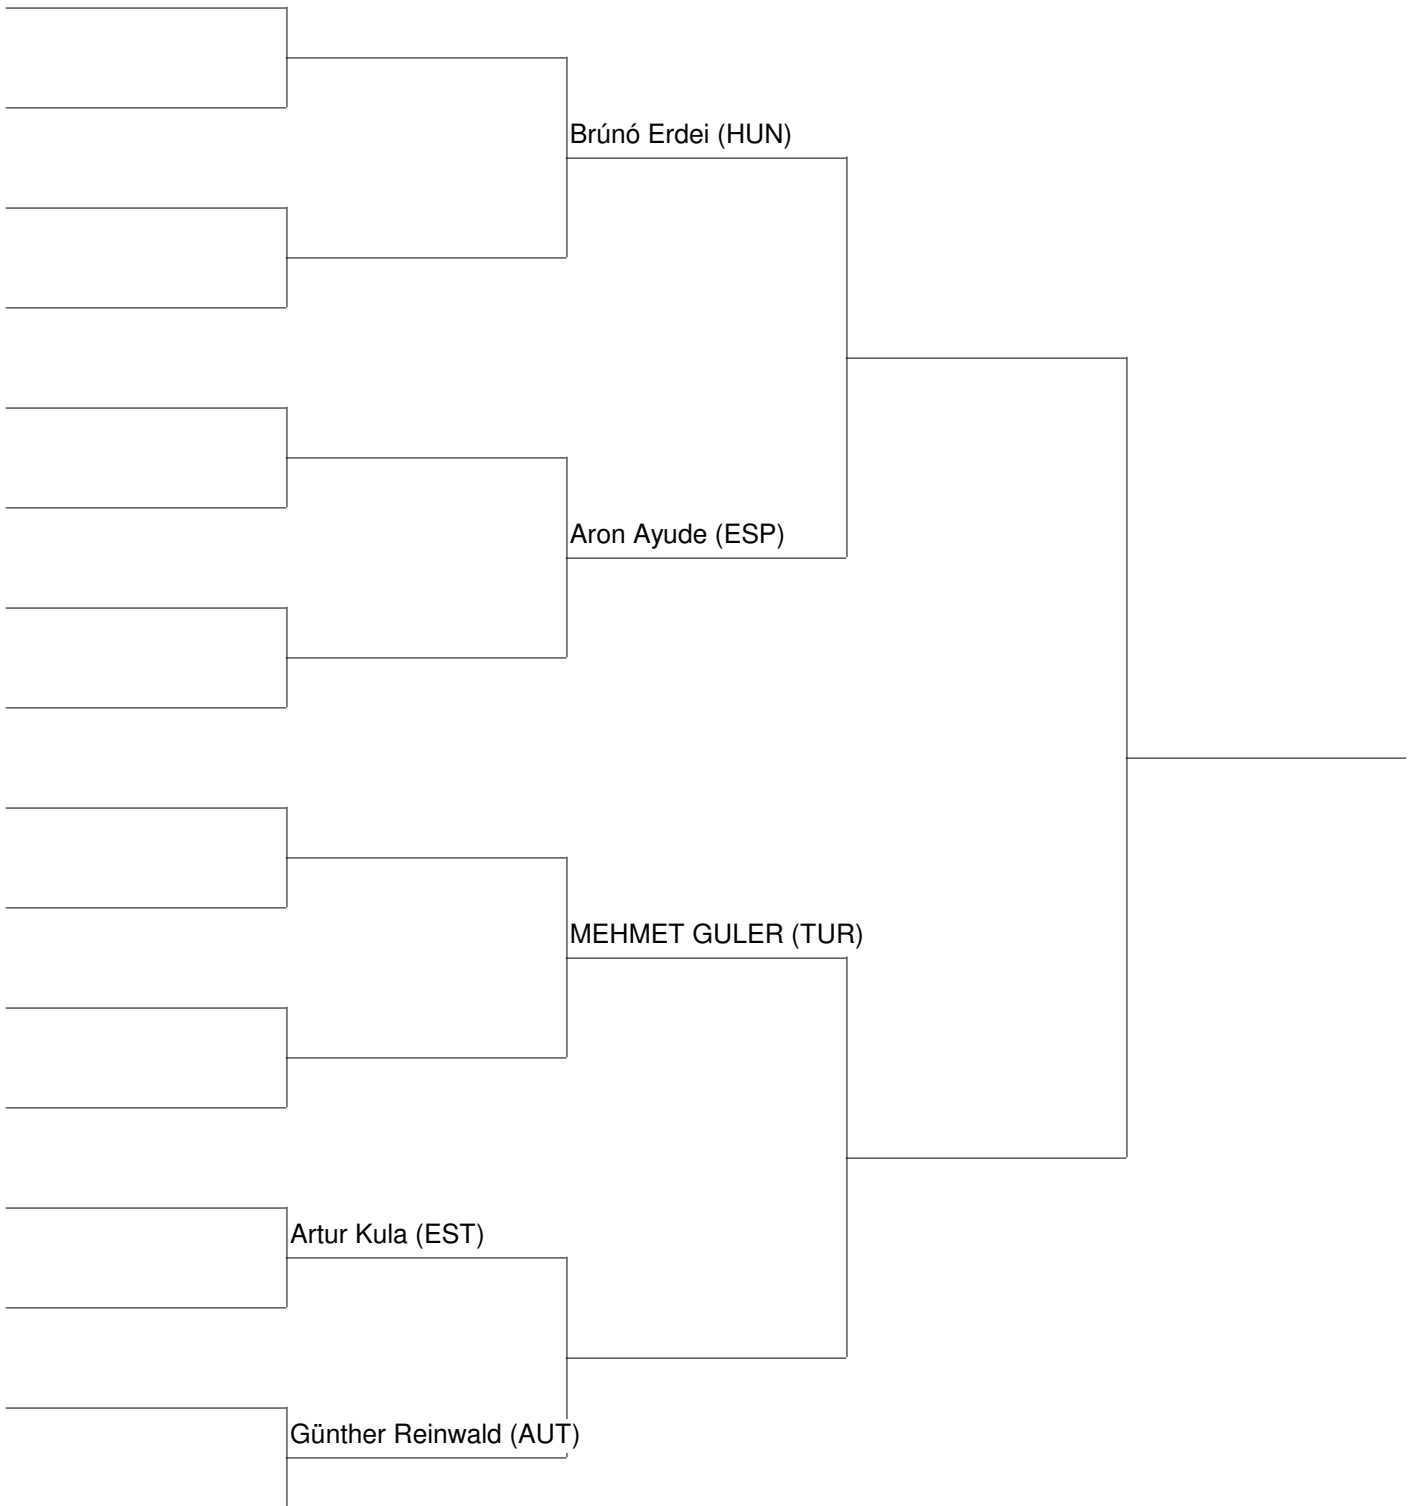 Brúnó Erdei (HUN)
Aron Ayude (ESP)
MEHMET GULER (TUR)
Artur Kula (EST)
Günther Reinwald (AUT)